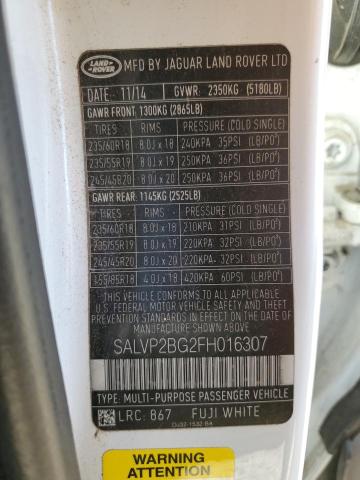 LAND ROVER
MFD BY JAGUAR LAND ROVER LTD
DATE: 11/14 GVWR: 2350KG (5180LB)
GAWR FRONT: 1300KG (2865LB)
TIRES RIMS PRESSURE (COLD SINGLE)
235/60R18 8.0J x 18 240KPA 35PSI (LB/PO²)
235/55R19 8.0J x 19 250KPA 36PSI (LB/PO²)
245/45R20 8.0J x 20 250KPA 36PSI (LB/PO²)
GAWR REAR: 1145KG (2525LB)
TIRES RIMS PRESSURE (COLD SINGLE)
235/60R18 8.0J x 18 210KPA 31PSI (LB/PO²)
235/55R19 8.0J x 19 220KPA 32PSI (LB/PO²)
245/45R20 8.0J x 20 220KPA 32PSI (LB/PO²)
155/85R18 4.0J x 18 420KPA 60PSI (LB/PO²)
THIS VEHICLE CONFORMS TO ALL APPLICABLE
U.S. FEDERAL MOTOR VEHICLE SAFETY STANDARDS
IN EFFECT ON THE DATE OF MANUFACTURE SHOWN ABOVE
SALVP2BG2FH016307
TYPE: MULTI-PURPOSE PASSENGER VEHICLE
LRC: 867 FUJI WHITE
WARNING
ATTENTION